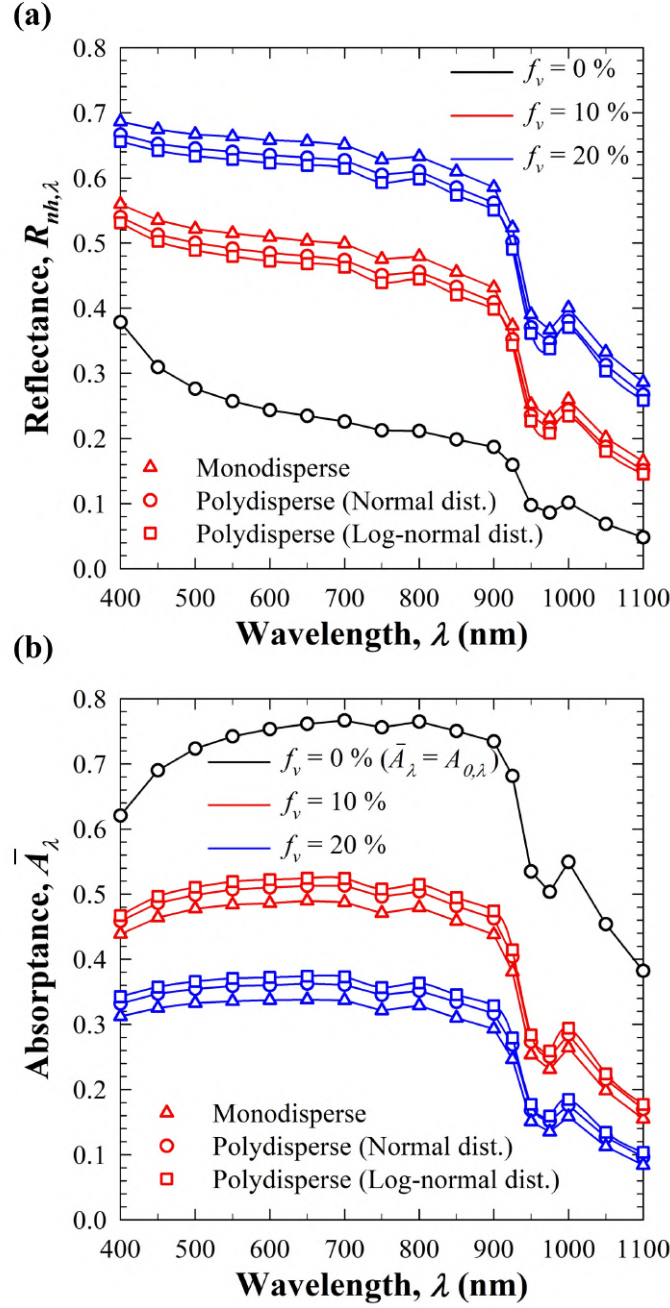 (a)
0.8
0.7
0.6
0.5
0.4
0.3
0.2
0.1
0.0
Reflectance, R_nh,λ
f_v = 0 %
f_v = 10 %
f_v = 20 %
Monodisperse
Polydisperse (Normal dist.)
Polydisperse (Log-normal dist.)
400 500 600 700 800 900 1000 1100
Wavelength, λ (nm)
(b)
0.8
0.7
0.6
0.5
0.4
0.3
0.2
0.1
0.0
Absorptance, A̅_λ
f_v = 0 % (A̅_λ = A_0,λ)
f_v = 10 %
f_v = 20 %
Monodisperse
Polydisperse (Normal dist.)
Polydisperse (Log-normal dist.)
400 500 600 700 800 900 1000 1100
Wavelength, λ (nm)